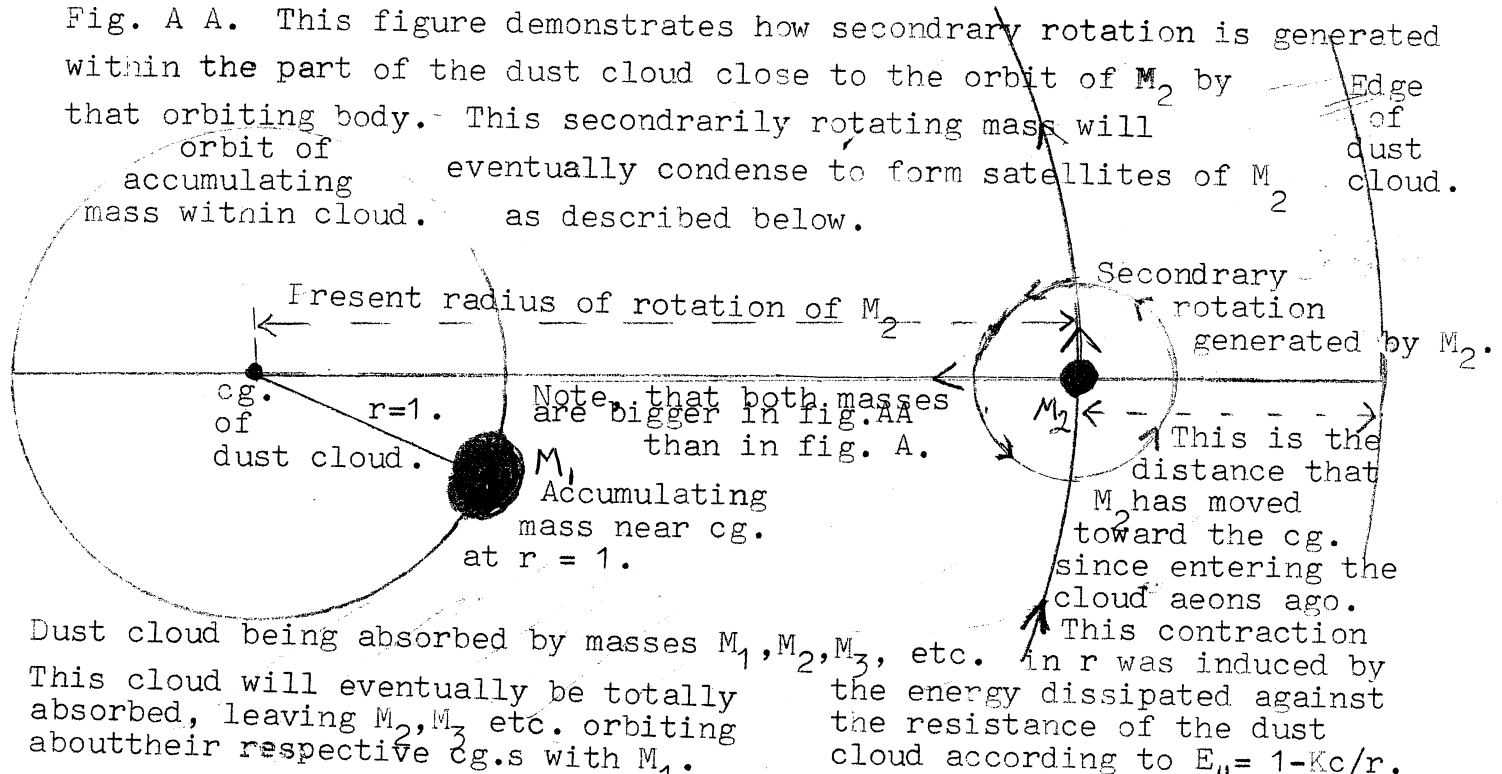 Fig. A A. This figure demonstrates how secondrary rotation is generated
within the part of the dust cloud close to the orbit of M2 by
that orbiting body. This secondrarily rotating mass will
eventually condense to form satellites of M2
as described below.
Edge
of
dust
cloud.
orbit of
accumulating
mass within cloud.
Present radius of rotation of M2
Secondrary
rotation
generated by M2.
cg.
of
dust cloud.
r=1.
Note, that both masses
are bigger in fig.AA
than in fig. A.
M1
Accumulating
mass near cg.
at r = 1.
M2
This is the
distance that
M2 has moved
toward the cg.
since entering the
cloud aeons ago.
This contraction
in r was induced by
the energy dissipated against
the resistance of the dust
cloud according to Eu= 1-Kc/r.
Dust cloud being absorbed by masses M1,M2,M3, etc.
This cloud will eventually be totally
absorbed, leaving M2,M3 etc. orbiting
abouttheir respective cg.s with M1.